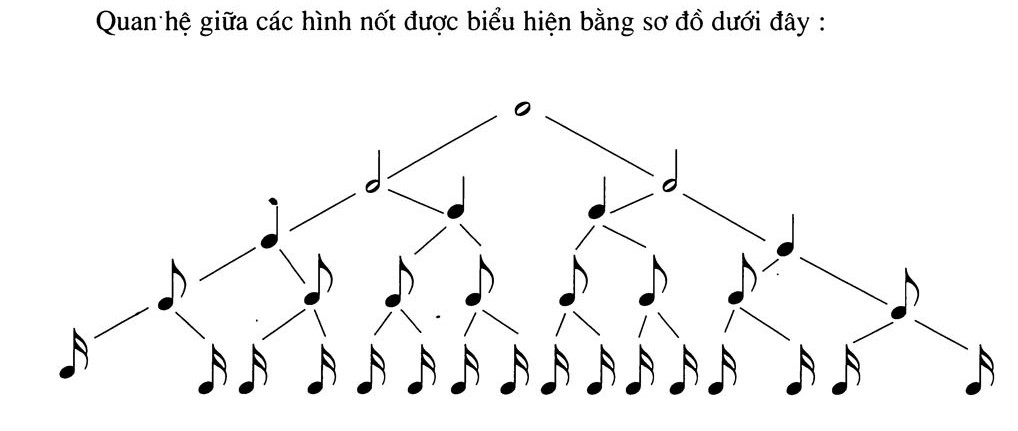 Quan hệ giữa các hình nốt được biểu hiện bằng sơ đồ dưới đây :